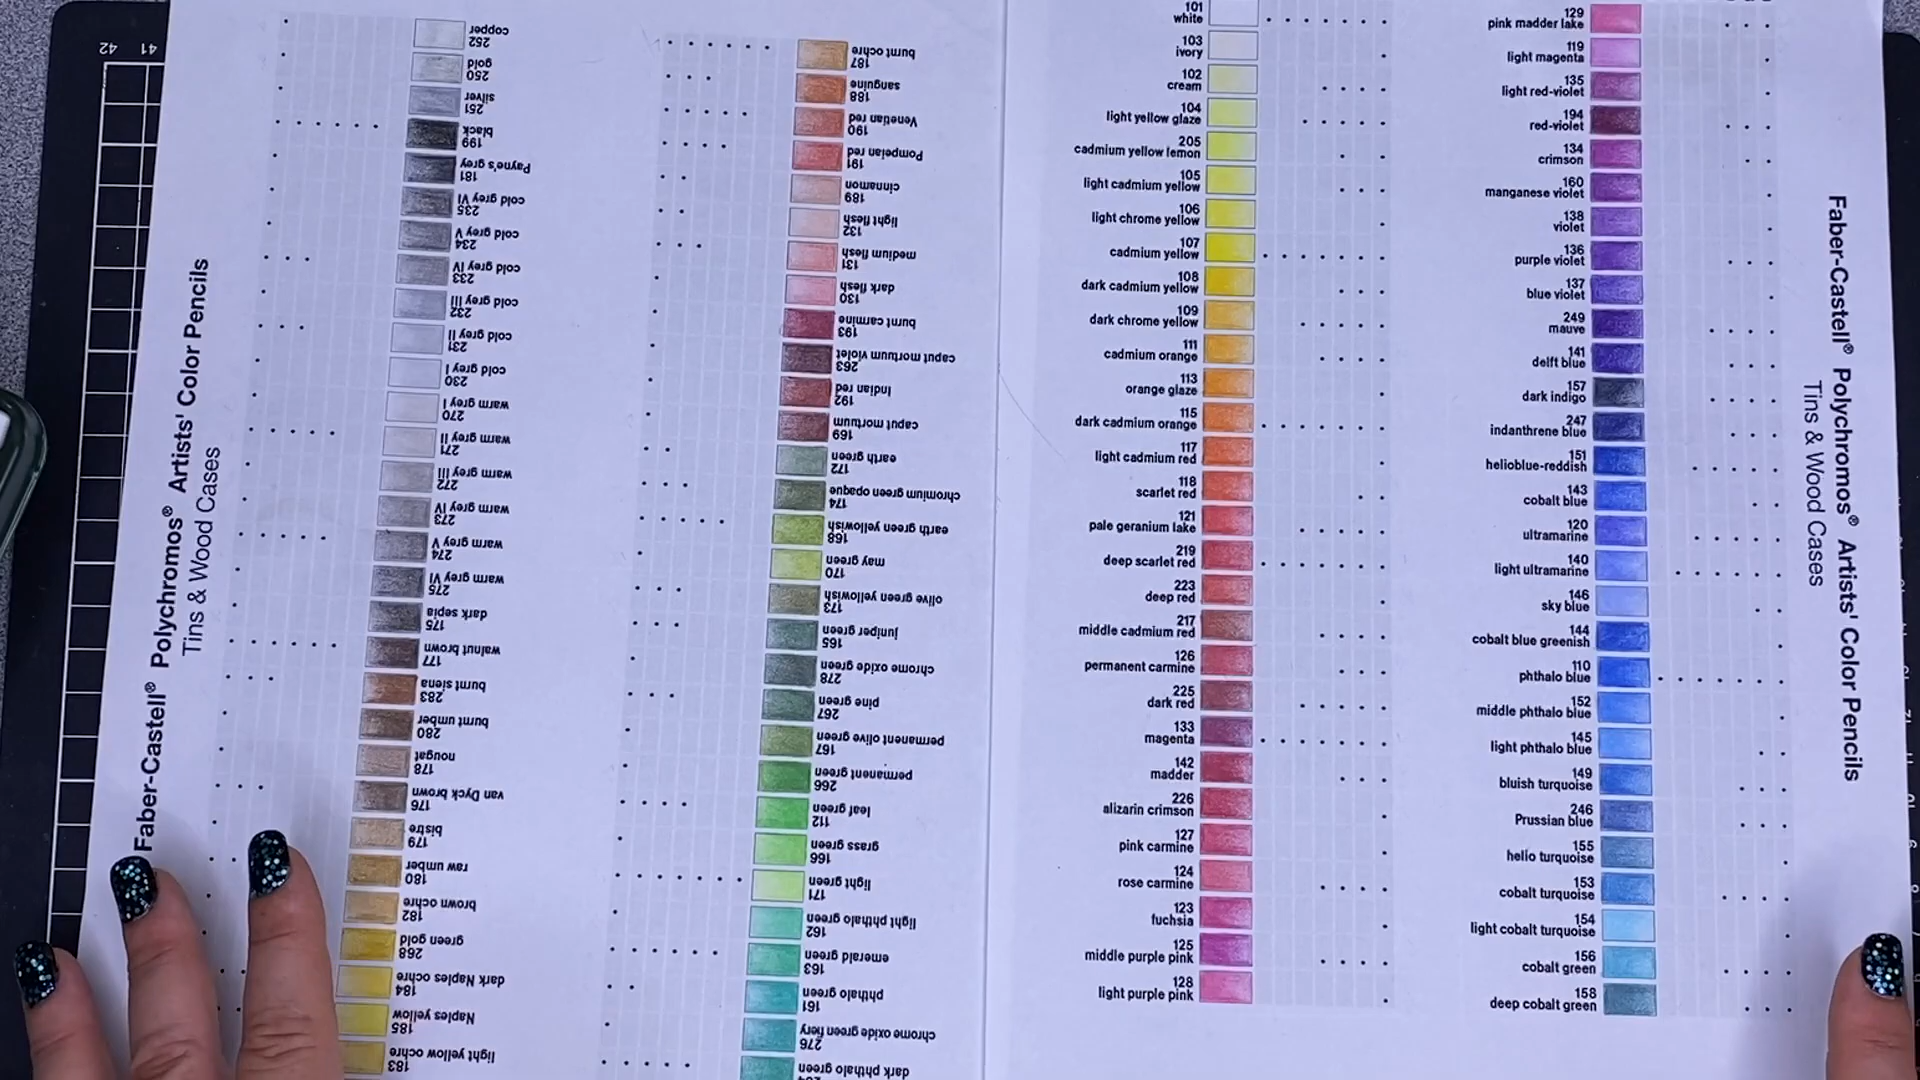 42 41
Faber-Castell® Polychromos® Artists' Color Pencils
Tins & Wood Cases
copper
252
gold
250
silver
251
black
199
Payne's grey
181
cold grey VI
235
cold grey V
234
cold grey IV
233
cold grey III
232
cold grey II
231
cold grey I
230
warm grey I
270
warm grey II
271
warm grey III
272
warm grey IV
273
warm grey V
274
warm grey VI
275
dark sepia
175
walnut brown
177
burnt siena
283
burnt umber
280
nougat
178
van Dyck brown
176
bistre
179
raw umber
180
brown ochre
182
green gold
268
dark Naples ochre
184
Naples yellow
185
light yellow ochre
183
burnt ochre
187
sanguine
188
Venetian red
190
Pompeian red
191
cinnamon
189
light flesh
132
medium flesh
131
dark flesh
130
burnt carmine
193
caput mortuum violet
263
Indian red
192
caput mortuum
169
earth green
172
chromium green opaque
174
earth green yellowish
168
may green
170
olive green yellowish
173
juniper green
165
chrome oxide green
278
pine green
267
permanent olive green
167
permanent green
266
leaf green
112
grass green
166
light green
171
light phthalo green
162
emerald green
163
phthalo green
161
chrome oxide green fiery
276
dark phthalo green
101
white
103
ivory
102
cream
104
light yellow glaze
205
cadmium yellow lemon
105
light cadmium yellow
106
light chrome yellow
107
cadmium yellow
108
dark cadmium yellow
109
dark chrome yellow
111
cadmium orange
113
orange glaze
115
dark cadmium orange
117
light cadmium red
118
scarlet red
121
pale geranium lake
219
deep scarlet red
223
deep red
217
middle cadmium red
126
permanent carmine
225
dark red
133
magenta
142
madder
226
alizarin crimson
127
pink carmine
124
rose carmine
123
fuchsia
125
middle purple pink
128
light purple pink
129
pink madder lake
119
light magenta
135
light red-violet
194
red-violet
134
crimson
160
manganese violet
138
violet
136
purple violet
137
blue violet
249
mauve
141
delft blue
157
dark indigo
247
indanthrene blue
151
helioblue-reddish
143
cobalt blue
120
ultramarine
140
light ultramarine
146
sky blue
144
cobalt blue greenish
110
phthalo blue
152
middle phthalo blue
145
light phthalo blue
149
bluish turquoise
246
Prussian blue
155
helio turquoise
153
cobalt turquoise
154
light cobalt turquoise
156
cobalt green
158
deep cobalt green
Faber-Castell® Polychromos® Artists' Color Pencils
Tins & Wood Cases